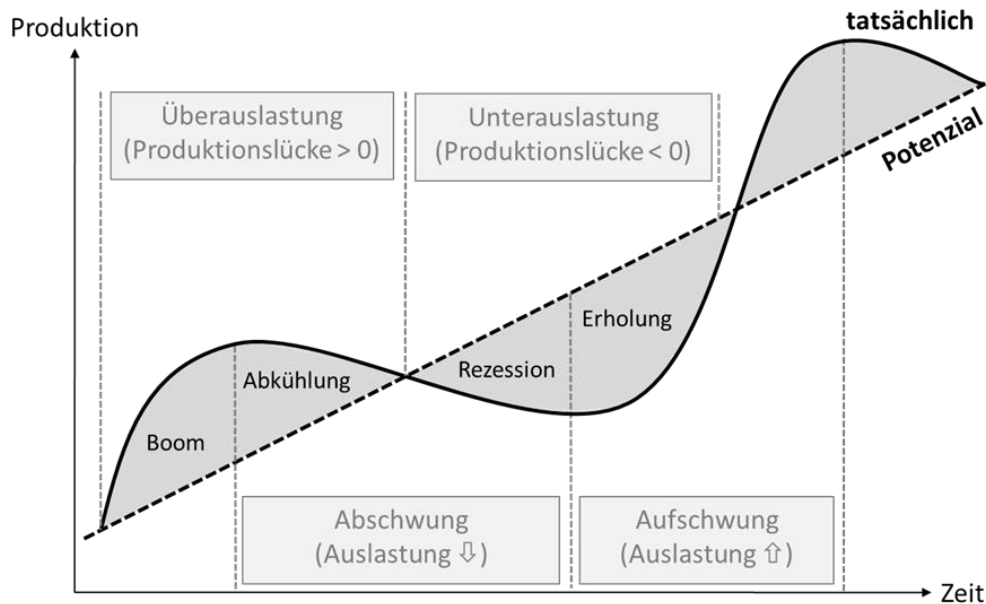 Produktion
tatsächlich
Überauslastung
(Produktionslücke > 0)
Unterauslastung
(Produktionslücke < 0)
Potenzial
Erholung
Rezession
Abkühlung
Boom
Abschwung
(Auslastung ⇩)
Aufschwung
(Auslastung ⇧)
Zeit